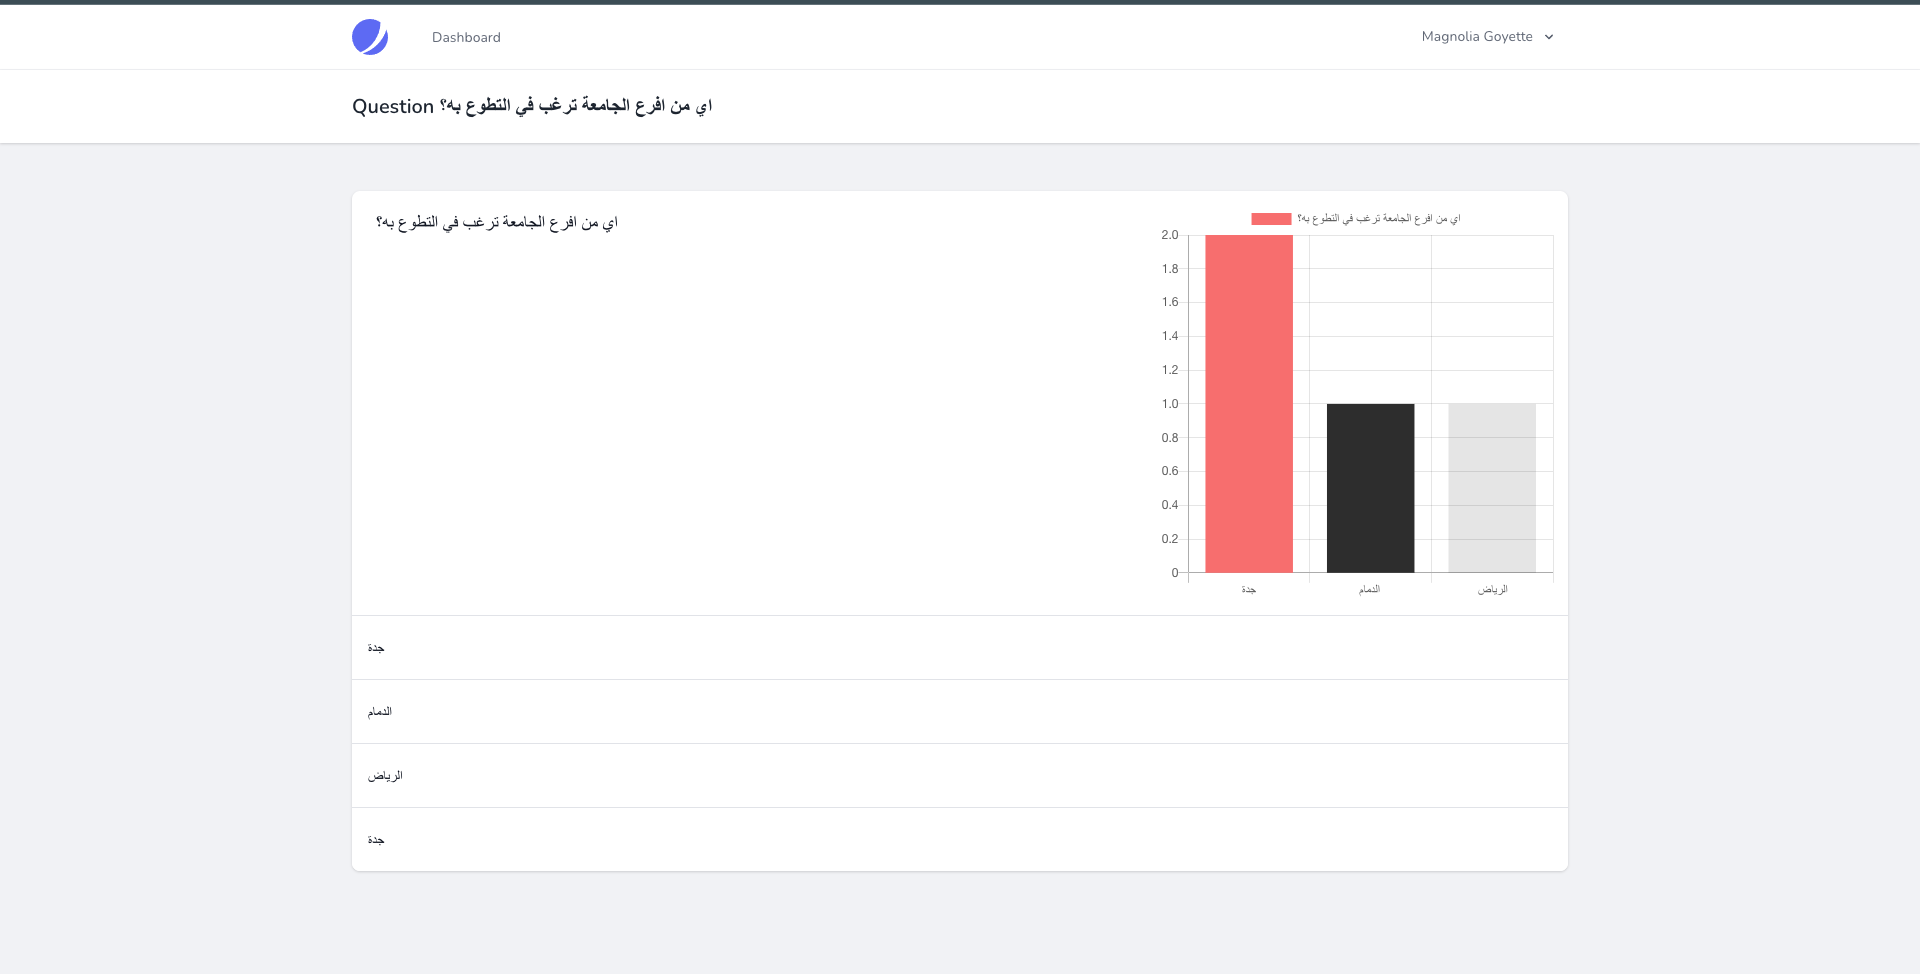 Dashboard
Magnolia Goyette
Question اي من افرع الجامعة ترغب في التطوع به؟
اي من افرع الجامعة ترغب في التطوع به؟
اي من افرع الجامعة ترغب في التطوع به؟
2.0
1.8
1.6
1.4
1.2
1.0
0.8
0.6
0.4
0.2
0
جدة
الدمام
الرياض
جدة
الدمام
الرياض
جدة